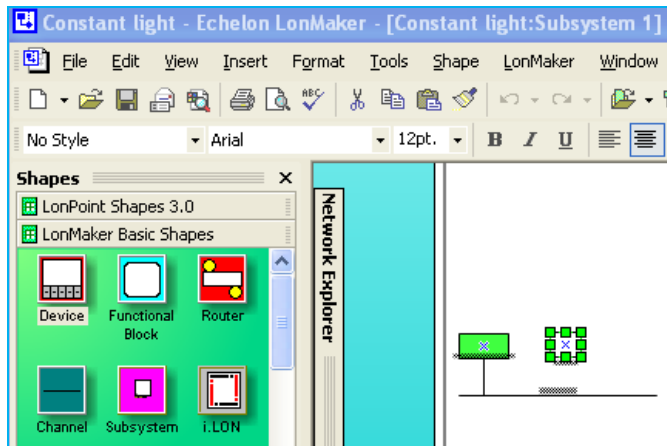 Constant light - Echelon LonMaker - [Constant light:Subsystem 1]
File Edit View Insert Format Tools Shape LonMaker Window
ABC
No Style Arial 12pt. B I U
Shapes
LonPoint Shapes 3.0
LonMaker Basic Shapes
Device Functional Block Router
Channel Subsystem i.LON
Network Explorer